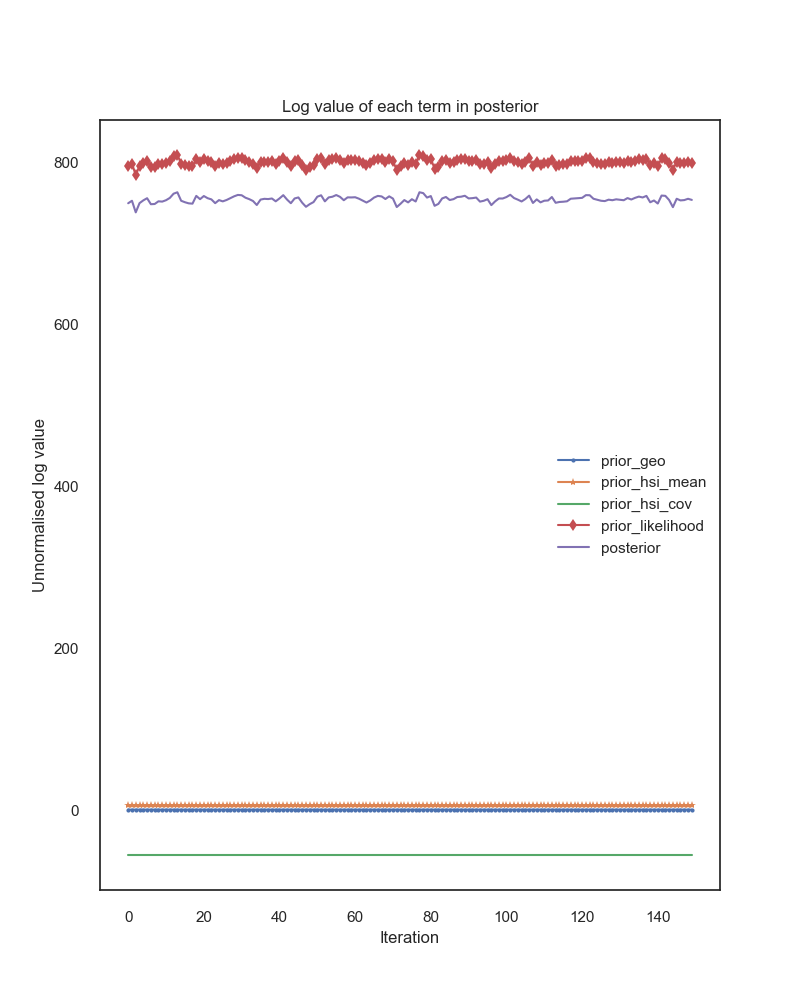 Log value of each term in posterior
800
600
400
200
0
Unnormalised log value
prior_geo
prior_hsi_mean
prior_hsi_cov
prior_likelihood
posterior
0 20 40 60 80 100 120 140
Iteration